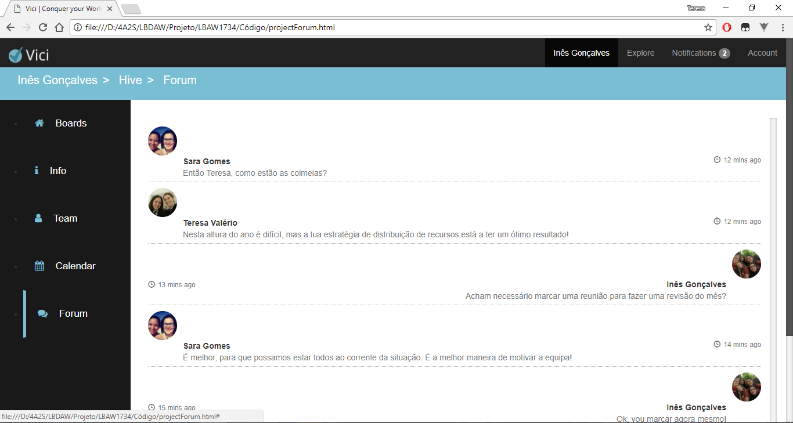 Vici | Conquer your Wor
Teresa
file:///D:/4A2S/LBDAW/Projeto/LBAW1734/Código/projectForum.html
Vici
Inês Gonçalves
Explore
Notifications 2
Account
Inês Gonçalves > Hive > Forum
Boards
Info
Team
Calendar
Forum
Sara Gomes
12 mins ago
Então Teresa, como estão as colmeias?
Teresa Valério
12 mins ago
Nesta altura do ano é difícil, mas a tua estratégia de distribuição de recursos está a ter um ótimo resultado!
13 mins ago
Inês Gonçalves
Acham necessário marcar uma reunião para fazer uma revisão do mês?
Sara Gomes
14 mins ago
É melhor, para que possamos estar todos ao corrente da situação. É a melhor maneira de motivar a equipa!
15 mins ago
Inês Gonçalves
Ok, vou marcar agora mesmo!
file:///D:/4A2S/LBDAW/Projeto/LBAW1734/Código/projectForum.html#